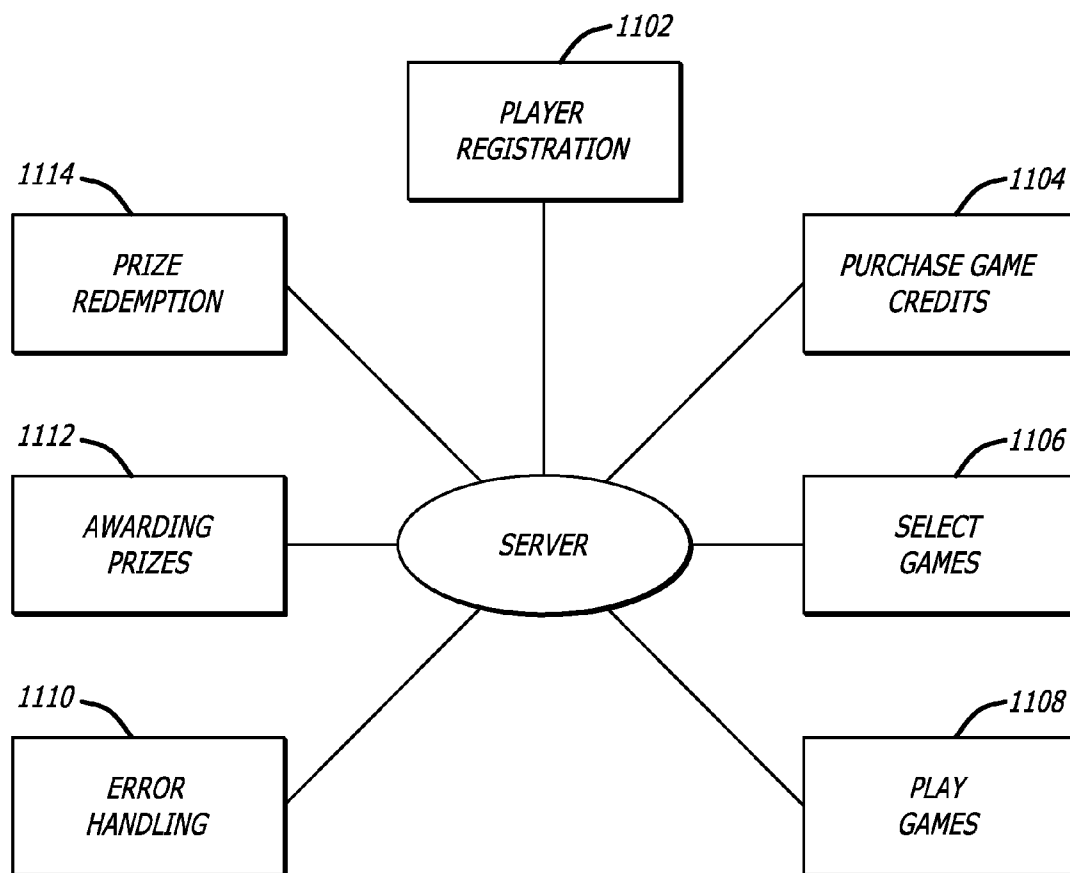 1102
PLAYER
REGISTRATION
1114
PRIZE
REDEMPTION
1104
PURCHASE GAME
CREDITS
1112
AWARDING
PRIZES
SERVER
1106
SELECT
GAMES
1110
ERROR
HANDLING
1108
PLAY
GAMES